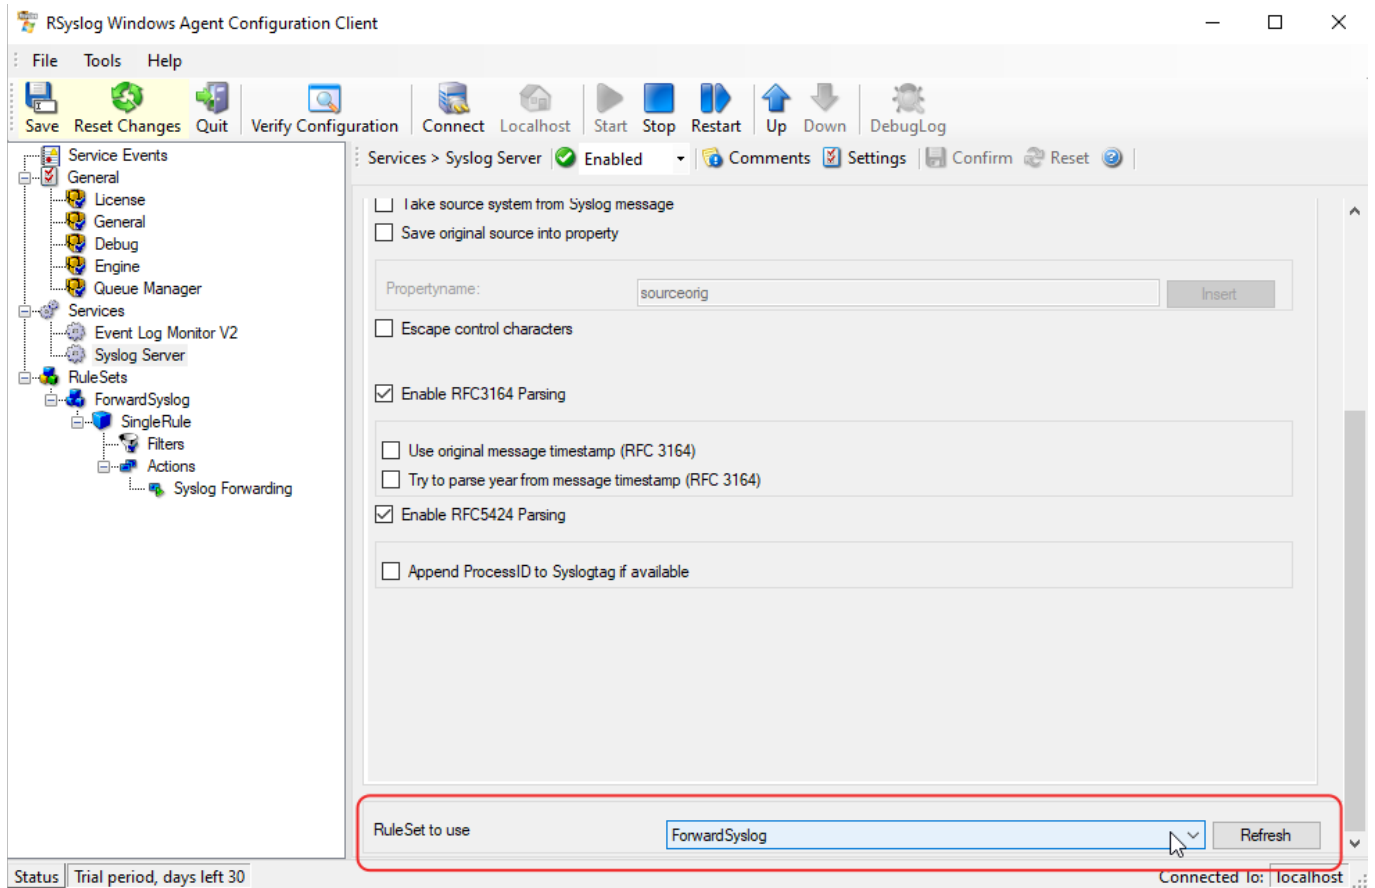 RSyslog Windows Agent Configuration Client
File Tools Help
Save Reset Changes Quit Verify Configuration Connect Localhost Start Stop Restart Up Down DebugLog
Service Events
General
License
General
Debug
Engine
Queue Manager
Services
Event Log Monitor V2
Syslog Server
RuleSets
ForwardSyslog
SingleRule
Filters
Actions
Syslog Forwarding
Services > Syslog Server Enabled Comments Settings Confirm Reset
Take source system from Syslog message
Save original source into property
Propertyname: sourceorig Insert
Escape control characters
Enable RFC3164 Parsing
Use original message timestamp (RFC 3164)
Try to parse year from message timestamp (RFC 3164)
Enable RFC5424 Parsing
Append ProcessID to Syslogtag if available
RuleSet to use ForwardSyslog Refresh
Status Trial period, days left 30 Connected To: localhost